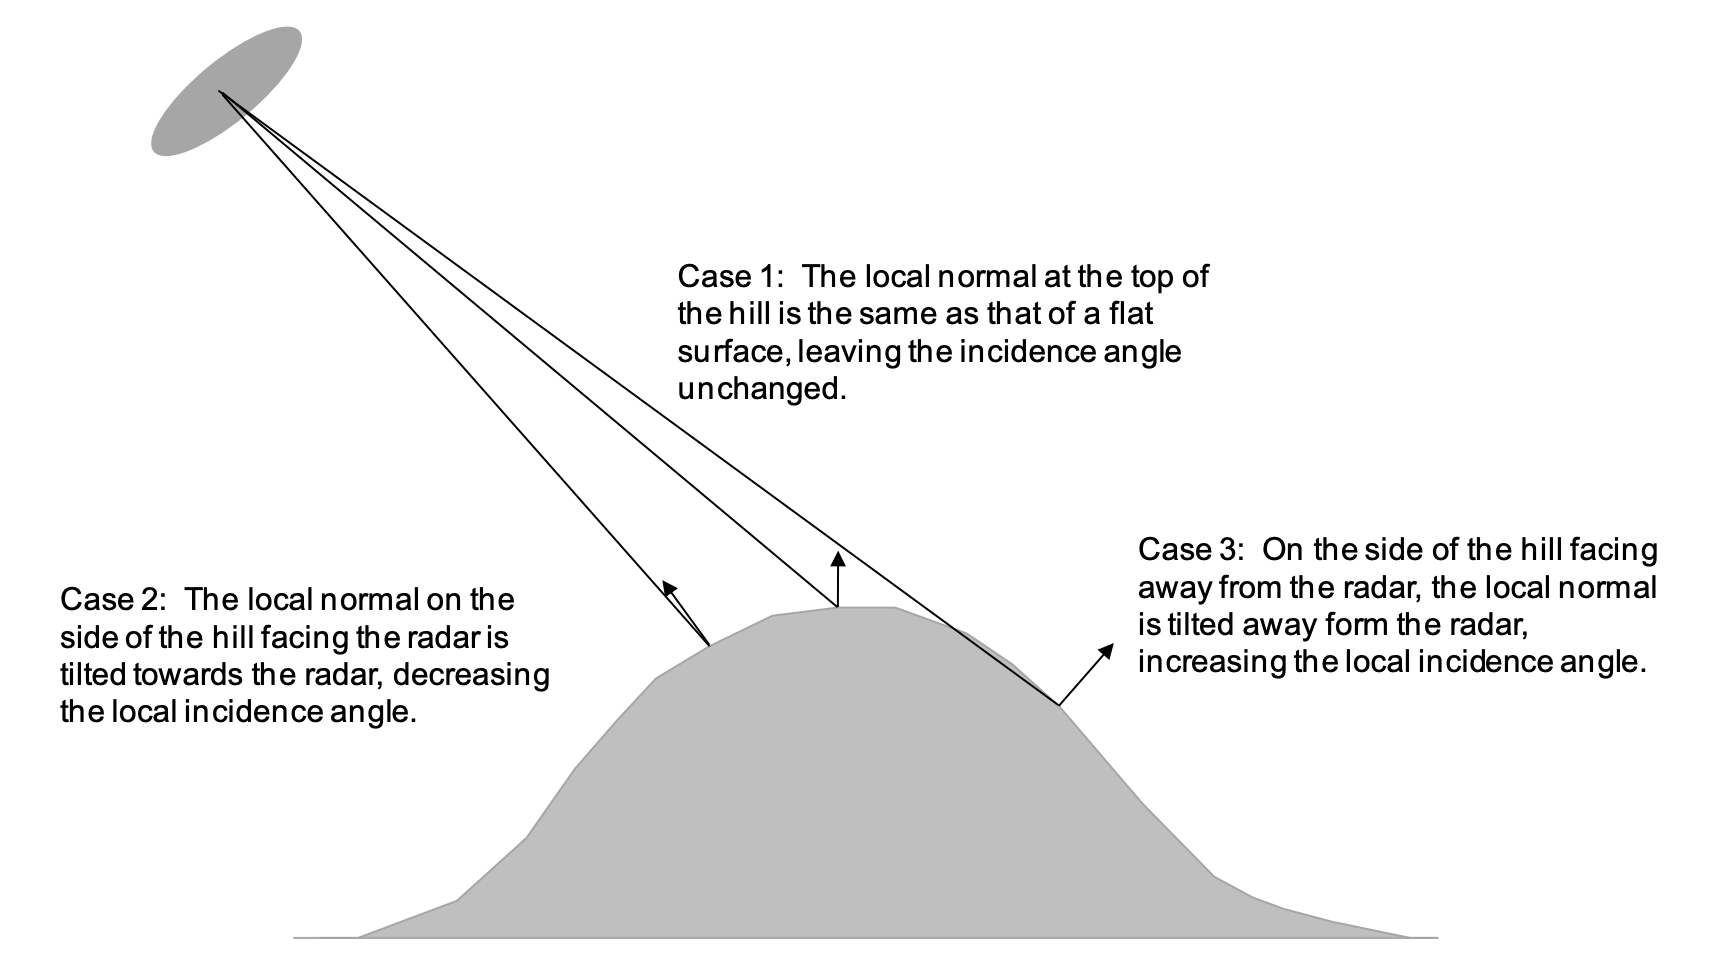 Case 1: The local normal at the top of
the hill is the same as that of a flat
surface, leaving the incidence angle
unchanged.
Case 2: The local normal on the
side of the hill facing the radar is
tilted towards the radar, decreasing
the local incidence angle.
Case 3: On the side of the hill facing
away from the radar, the local normal
is tilted away form the radar,
increasing the local incidence angle.